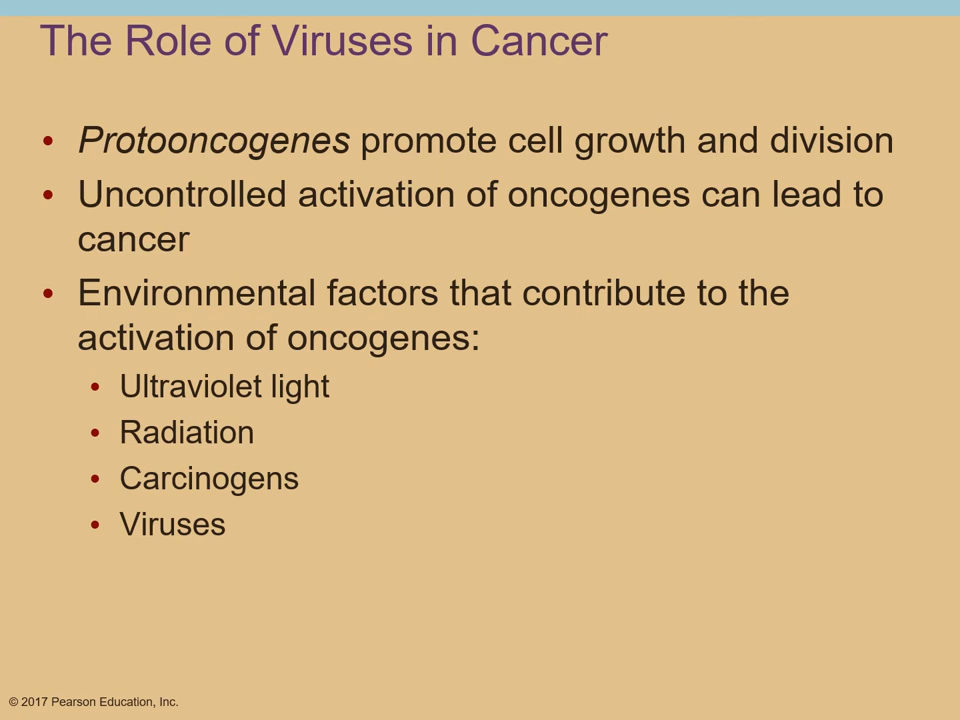 The Role of Viruses in Cancer
• Protooncogenes promote cell growth and division
• Uncontrolled activation of oncogenes can lead to
cancer
• Environmental factors that contribute to the
activation of oncogenes:
• Ultraviolet light
• Radiation
• Carcinogens
• Viruses
© 2017 Pearson Education, Inc.